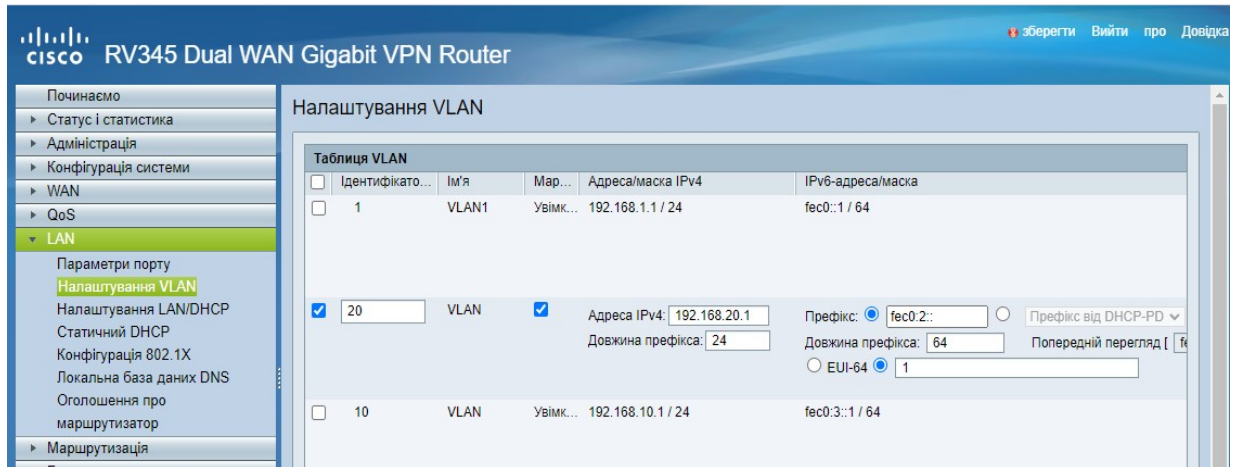 зберегти Вийти про Довідка
cisco RV345 Dual WAN Gigabit VPN Router
Починаємо
Статус і статистика
Адміністрація
Конфігурація системи
WAN
QoS
LAN
Параметри порту
Налаштування VLAN
Налаштування LAN/DHCP
Статичний DHCP
Конфігурація 802.1X
Локальна база даних DNS
Оголошення про
маршрутизатор
Маршрутизація
Налаштування VLAN
Таблиця VLAN
Ідентифікато... Ім'я Мар... Адреса/маска IPv4 IPv6-адреса/маска
1 VLAN1 Увімк... 192.168.1.1 / 24 fec0::1 / 64
20 VLAN Адреса IPv4: 192.168.20.1 Префікс: fec0:2:: Префікс від DHCP-PD
Довжина префікса: 24 Довжина префікса: 64 Попередній перегляд [ fe
EUI-64 1
10 VLAN Увімк... 192.168.10.1 / 24 fec0:3::1 / 64